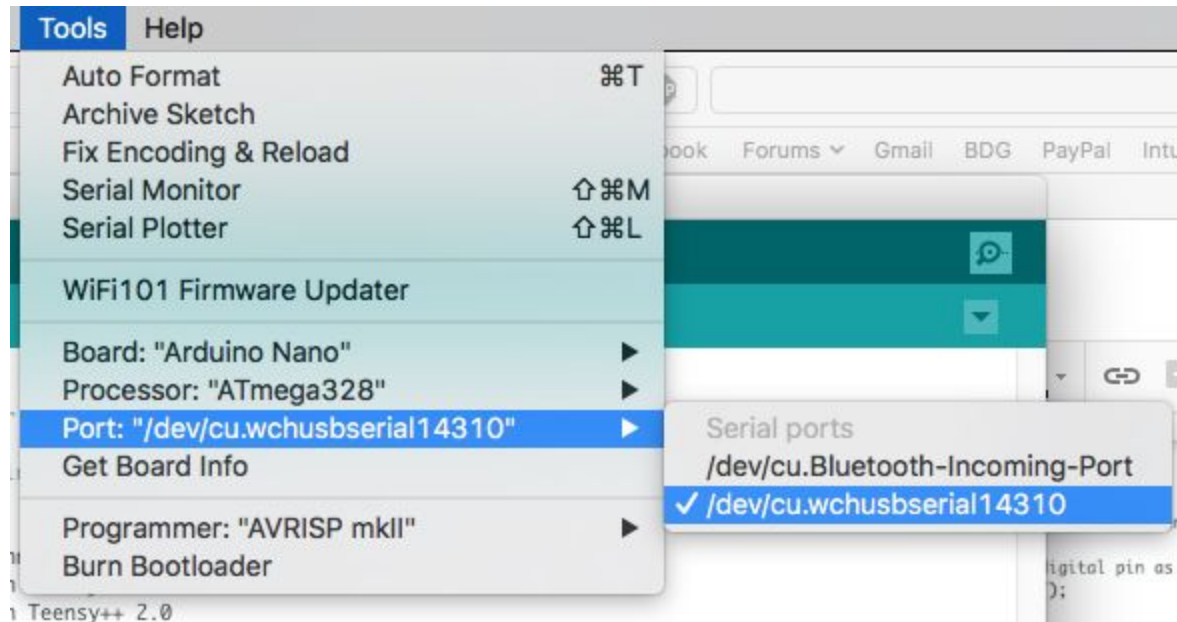 Tools Help
Auto Format ⌘T
Archive Sketch
Fix Encoding & Reload
Serial Monitor ⇧⌘M
Serial Plotter ⇧⌘L
WiFi101 Firmware Updater
Board: "Arduino Nano"
Processor: "ATmega328"
Port: "/dev/cu.wchusbserial14310"
Get Board Info
Programmer: "AVRISP mkII"
Burn Bootloader
Serial ports
/dev/cu.Bluetooth-Incoming-Port
✓ /dev/cu.wchusbserial14310
Forums Gmail BDG PayPal
digital pin as
);
Teensy++ 2.0